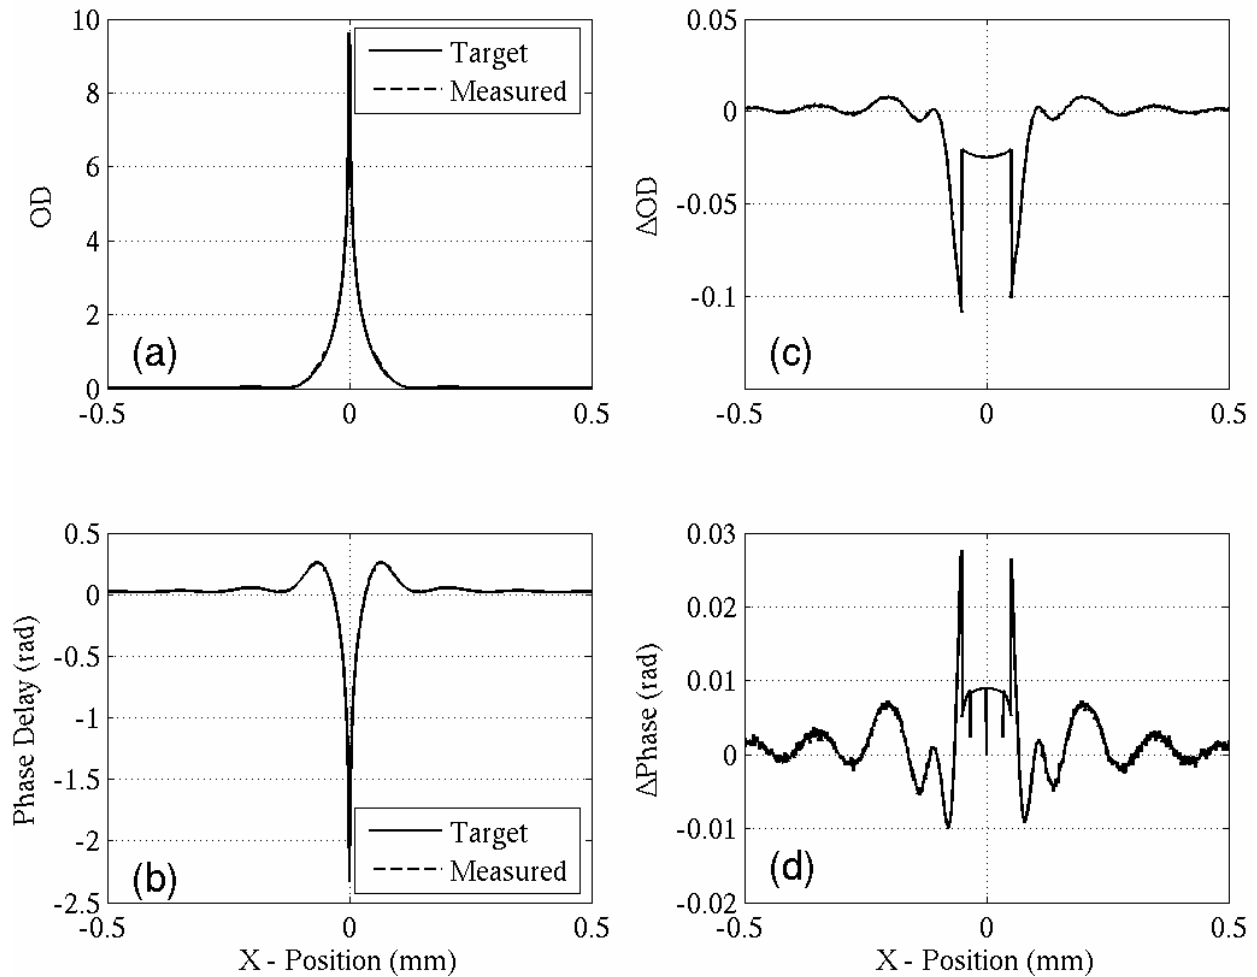 10
8
6
4
2
0
OD
Target
Measured
(a)
-0.5
0
0.5
0.05
0
-0.05
-0.1
ΔOD
(c)
-0.5
0
0.5
0.5
0
-0.5
-1
-1.5
-2
-2.5
Phase Delay (rad)
Target
Measured
(b)
-0.5
0
0.5
X - Position (mm)
0.03
0.02
0.01
0
-0.01
-0.02
ΔPhase (rad)
(d)
-0.5
0
0.5
X - Position (mm)